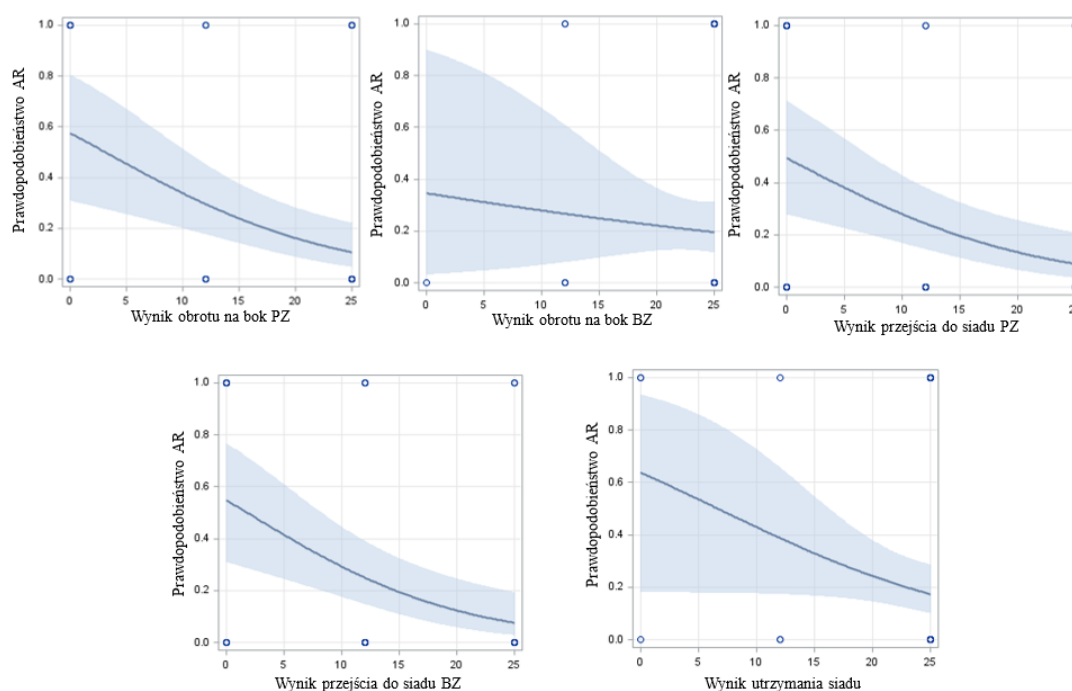 Prawdopodobieństwo AR
1.0
0.8
0.6
0.4
0.2
0.0
0 5 10 15 20 25
Wynik obrotu na bok PZ
Prawdopodobieństwo AR
1.0
0.8
0.6
0.4
0.2
0.0
0 5 10 15 20 25
Wynik obrotu na bok BZ
Prawdopodobieństwo AR
1.0
0.8
0.6
0.4
0.2
0.0
0 5 10 15 20
Wynik przejścia do siadu PZ
Prawdopodobieństwo AR
1.0
0.8
0.6
0.4
0.2
0.0
0 5 10 15 20 25
Wynik przejścia do siadu BZ
Prawdopodobieństwo AR
1.0
0.8
0.6
0.4
0.2
0.0
0 5 10 15 20 25
Wynik utrzymania siadu